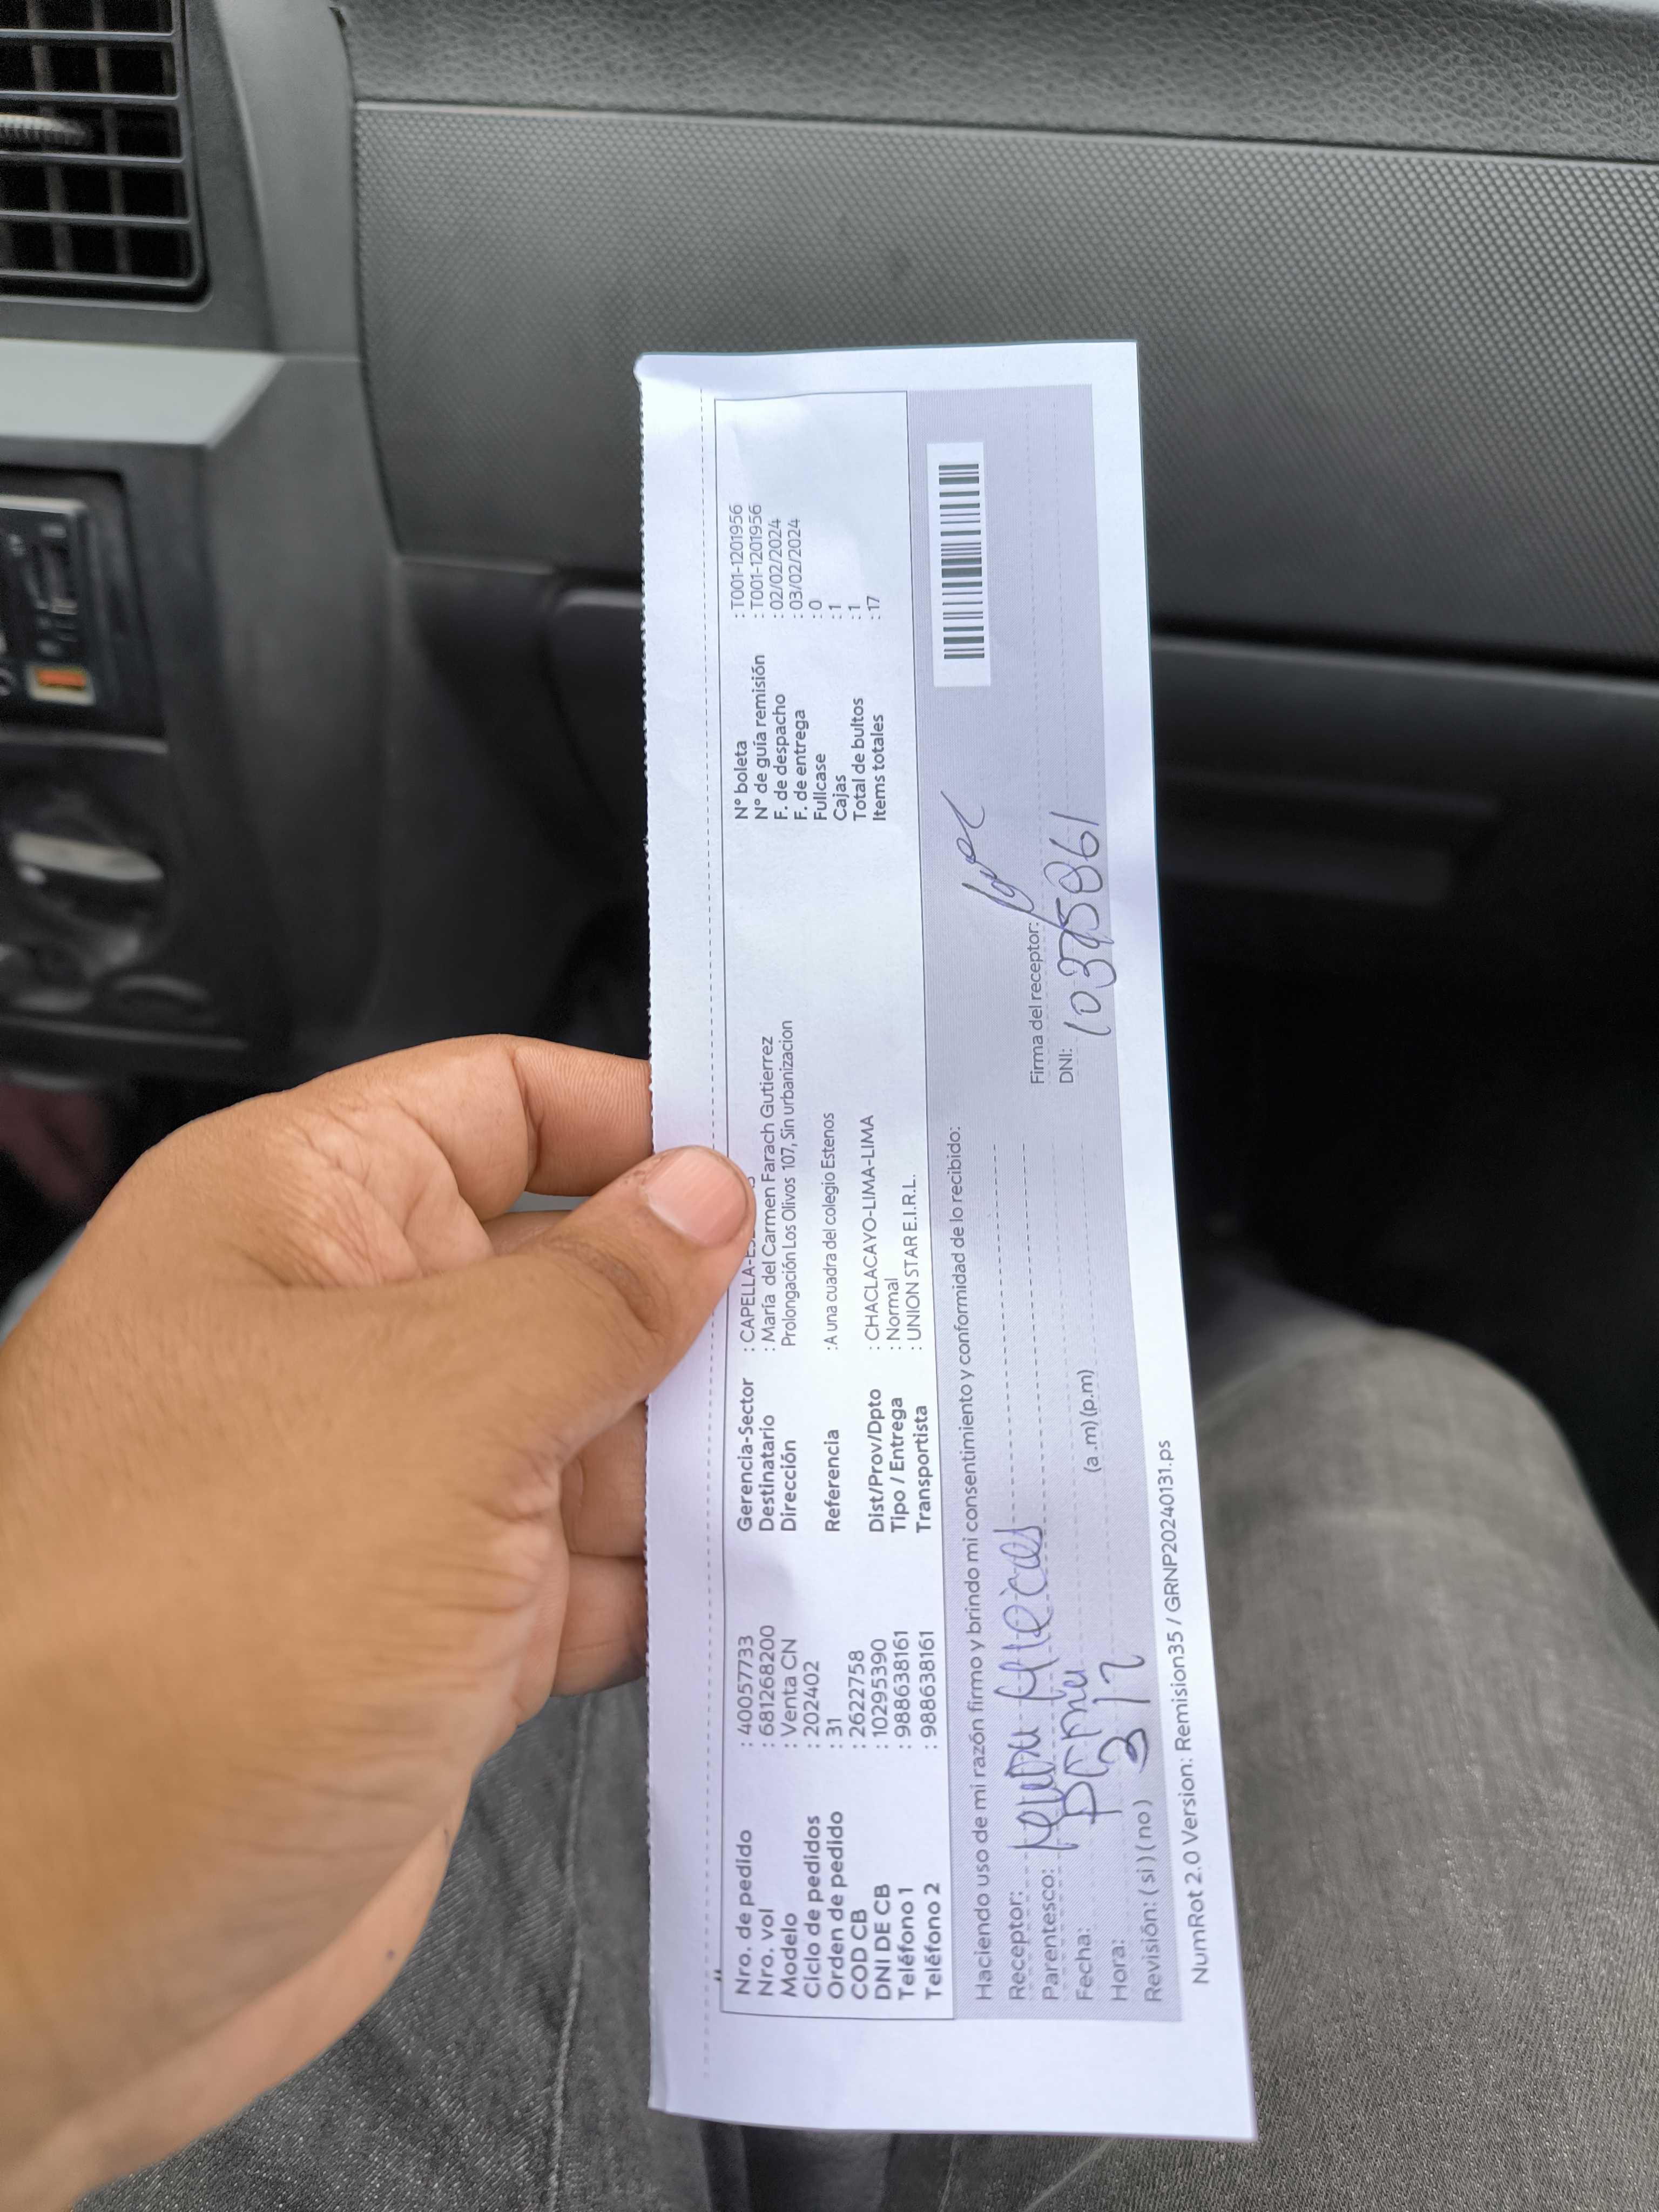 Nro. de pedido : 40057733
Nro. vol : 681268200
Modelo : Venta CN
Ciclo de pedidos : 202402
Orden de pedido : 31
COD CB : 2622758
DNI DE CB : 10295390
Teléfono 1 : 988638161
Teléfono 2 : 988638161
Gerencia-Sector : CAPELLA-
Destinatario : María del Carmen Farach Gutierrez
Dirección Prolongación Los Olivos 107, Sin urbanizacion
Referencia : A una cuadra del colegio Estenos
Dist/Prov/Dpto : CHACLACAYO-LIMA-LIMA
Tipo / Entrega : Normal
Transportista : UNION STAR E.I.R.L.
N° boleta : T001-1201956
N° de guía remisión : T001-1201956
F. de despacho : 02/02/2024
F. de entrega : 03/02/2024
Fullcase : 0
Cajas : 1
Total de bultos : 1
Items totales : 17
Haciendo uso de mi razón firmo y brindo mi consentimiento y conformidad de lo recibido:
Receptor:
Parentesco:
Fecha: 3/2
Hora: (a.m) (p.m)
Revisión: ( si ) ( no )
Firma del receptor:
DNI:
NumRot 2.0 Version: Remision35 / GRNP20240131.ps